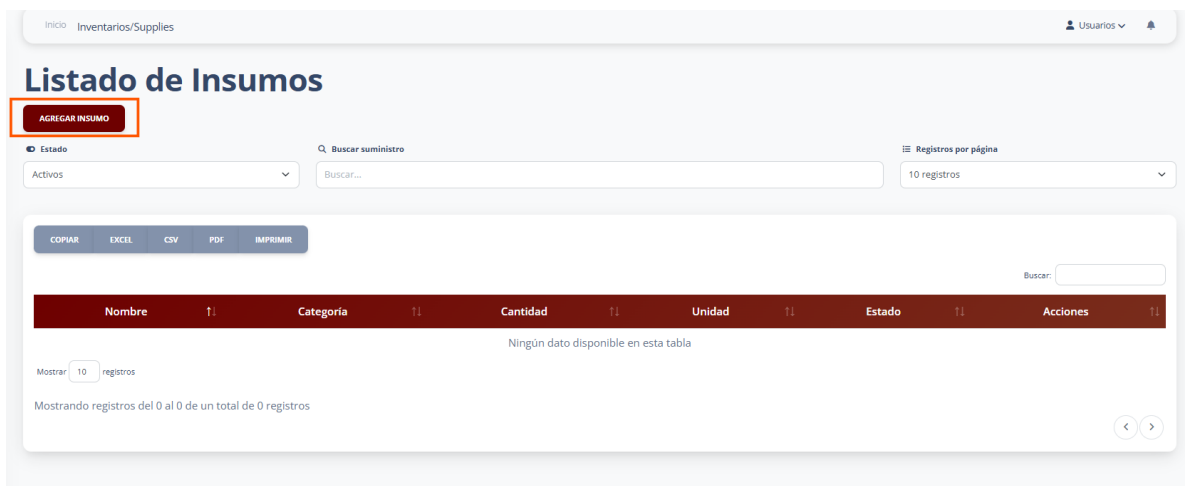 Inicio Inventarios/Supplies Usuarios
Listado de Insumos
AGREGAR INSUMO
Estado Buscar suministro Registros por página
Activos Buscar... 10 registros
COPIAR EXCEL CSV PDF IMPRIMIR
Buscar:
Nombre Categoría Cantidad Unidad Estado Acciones
Ningún dato disponible en esta tabla
Mostrar 10 registros
Mostrando registros del 0 al 0 de un total de 0 registros